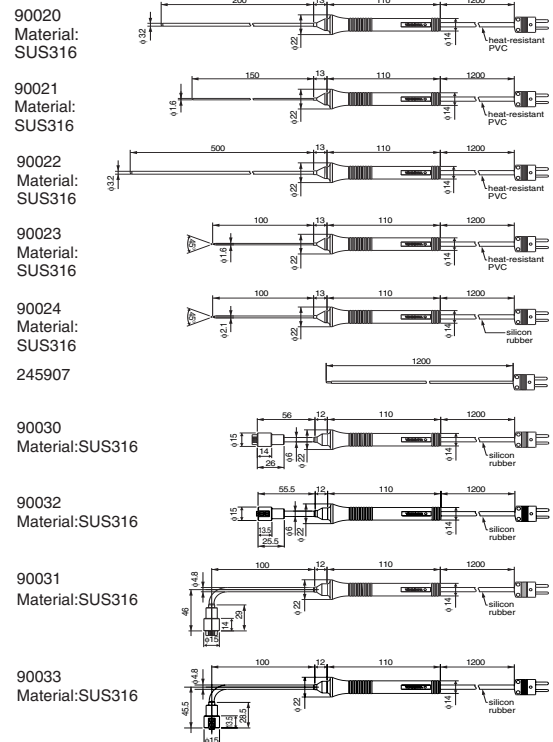 90020
Material:
SUS316
200 13 110 1200
φ3.2 φ22 φ14
heat-resistant
PVC
90021
Material:
SUS316
150 13 110 1200
φ1.6 φ22 φ14
heat-resistant
PVC
90022
Material:
SUS316
500 13 110 1200
φ3.2 φ22 φ14
heat-resistant
PVC
90023
Material:
SUS316
100 13 110 1200
45° φ1.6 φ22 φ14
heat-resistant
PVC
90024
Material:
SUS316
100 13 110 1200
45° φ2.1 φ22 φ14
silicon
rubber
245907
1200
90030
Material:SUS316
56 12 110 1200
φ15 14 26 φ6 φ22 φ14
silicon
rubber
90032
Material:SUS316
55.5 12 110 1200
φ15 13.5 25.5 φ6 φ22 φ14
silicon
rubber
90031
Material:SUS316
100 12 110 1200
φ4.8 46 14 29 φ15 φ22 φ14
silicon
rubber
90033
Material:SUS316
100 12 110 1200
φ4.8 45.5 13.5 28.5 φ15 φ22 φ14
silicon
rubber